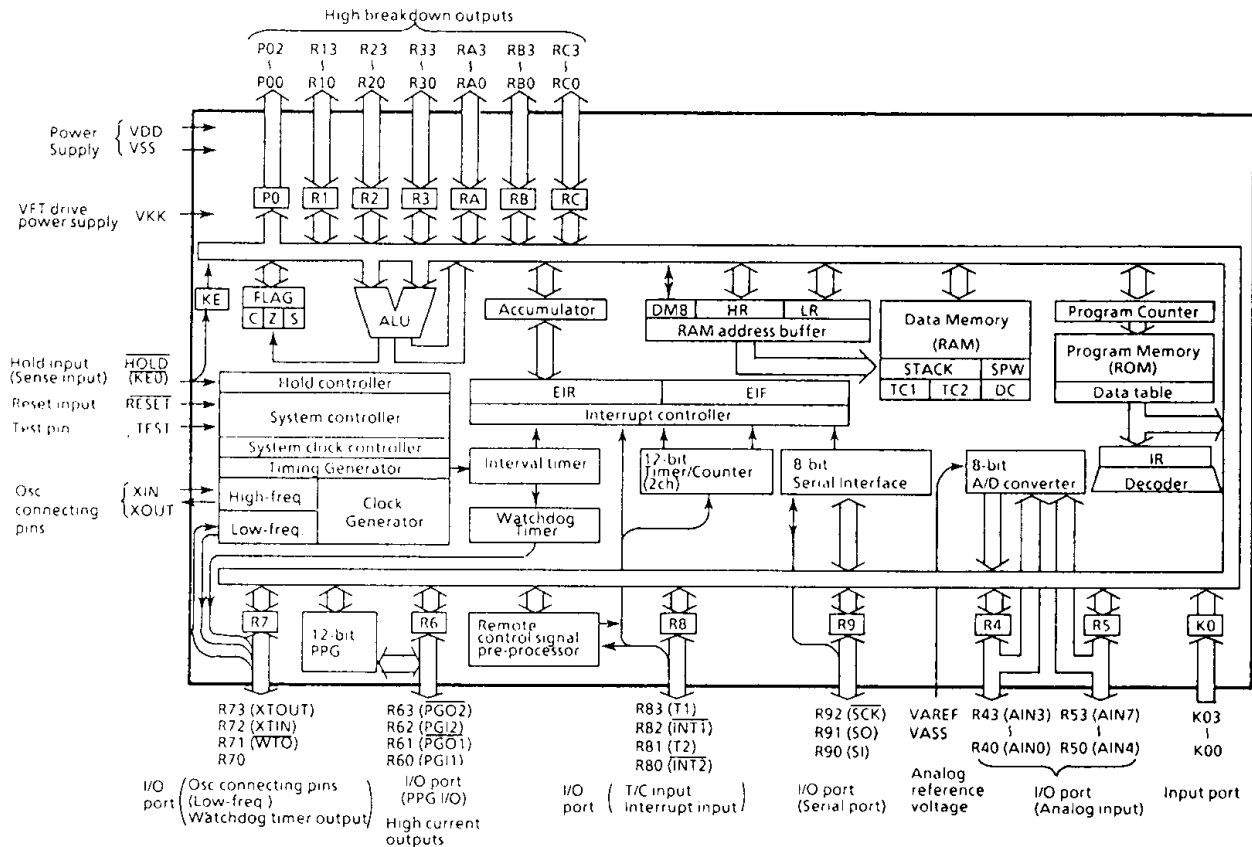 High breakdown outputs
P02 R13 R23 R33 RA3 RB3 RC3
~ ~ ~ ~ ~ ~ ~
P00 R10 R20 R30 RA0 RB0 RC0
Power Supply { VDD VSS
P0 R1 R2 R3 RA RB RC
VFT drive power supply VKK
KE
FLAG
C Z S
ALU
Accumulator
DMB HR LR
RAM address buffer
Data Memory (RAM)
STACK SPW
TC1 TC2 DC
Program Counter
Program Memory (ROM)
Data table
Hold input (Sense input) HOLD (KE0)
Reset input RESET
Test pin TEST
Hold controller
System controller
System clock controller
Timing Generator
High-freq
Low-freq.
Clock Generator
Osc connecting pins { XIN XOUT
EIR EIF
Interrupt controller
Interval timer
Watchdog Timer
12-bit Timer/Counter (2ch)
8-bit Serial Interface
8-bit A/D converter
IR
Decoder
R7
12-bit PPG
R6
Remote control signal pre-processor
R8
R9
R4
R5
K0
R73 (XTOUT)
R72 (XTIN)
R71 (WTO)
R70
I/O port ( Osc connecting pins (Low-freq) Watchdog timer output )
R63 (PGO2)
R62 (PGI2)
R61 (PGO1)
R60 (PGI1)
I/O port (PPG I/O)
High current outputs
R83 (T1)
R82 (INT1)
R81 (T2)
R80 (INT2)
I/O port ( T/C input Interrupt input )
R92 (SCK)
R91 (SO)
R90 (SI)
I/O port (Serial port)
VAREF
VASS
Analog reference voltage
R43 (AIN3) R53 (AIN7)
~ ~
R40 (AIN0) R50 (AIN4)
I/O port (Analog input)
K03
~
K00
Input port